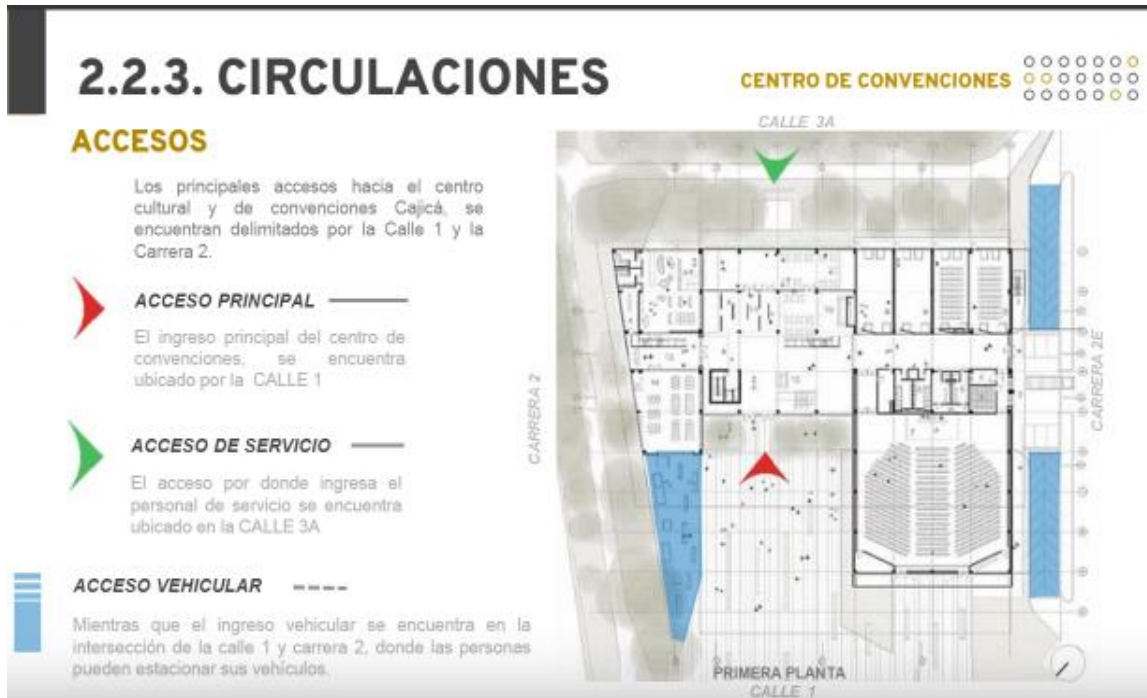 2.2.3. CIRCULACIONES
CENTRO DE CONVENCIONES
ACCESOS
Los principales accesos hacia el centro
cultural y de convenciones Cajicá, se
encuentran delimitados por la Calle 1 y la
Carrera 2.
ACCESO PRINCIPAL
El ingreso principal del centro de
convenciones, se encuentra
ubicado por la CALLE 1
ACCESO DE SERVICIO
El acceso por donde ingresa el
personal de servicio se encuentra
ubicado en la CALLE 3A
ACCESO VEHICULAR
Mientras que el ingreso vehicular se encuentra en la
intersección de la calle 1 y carrera 2, donde las personas
pueden estacionar sus vehículos.
CALLE 3A
CARRERA 2
CARRERA 2E
PRIMERA PLANTA
CALLE 1